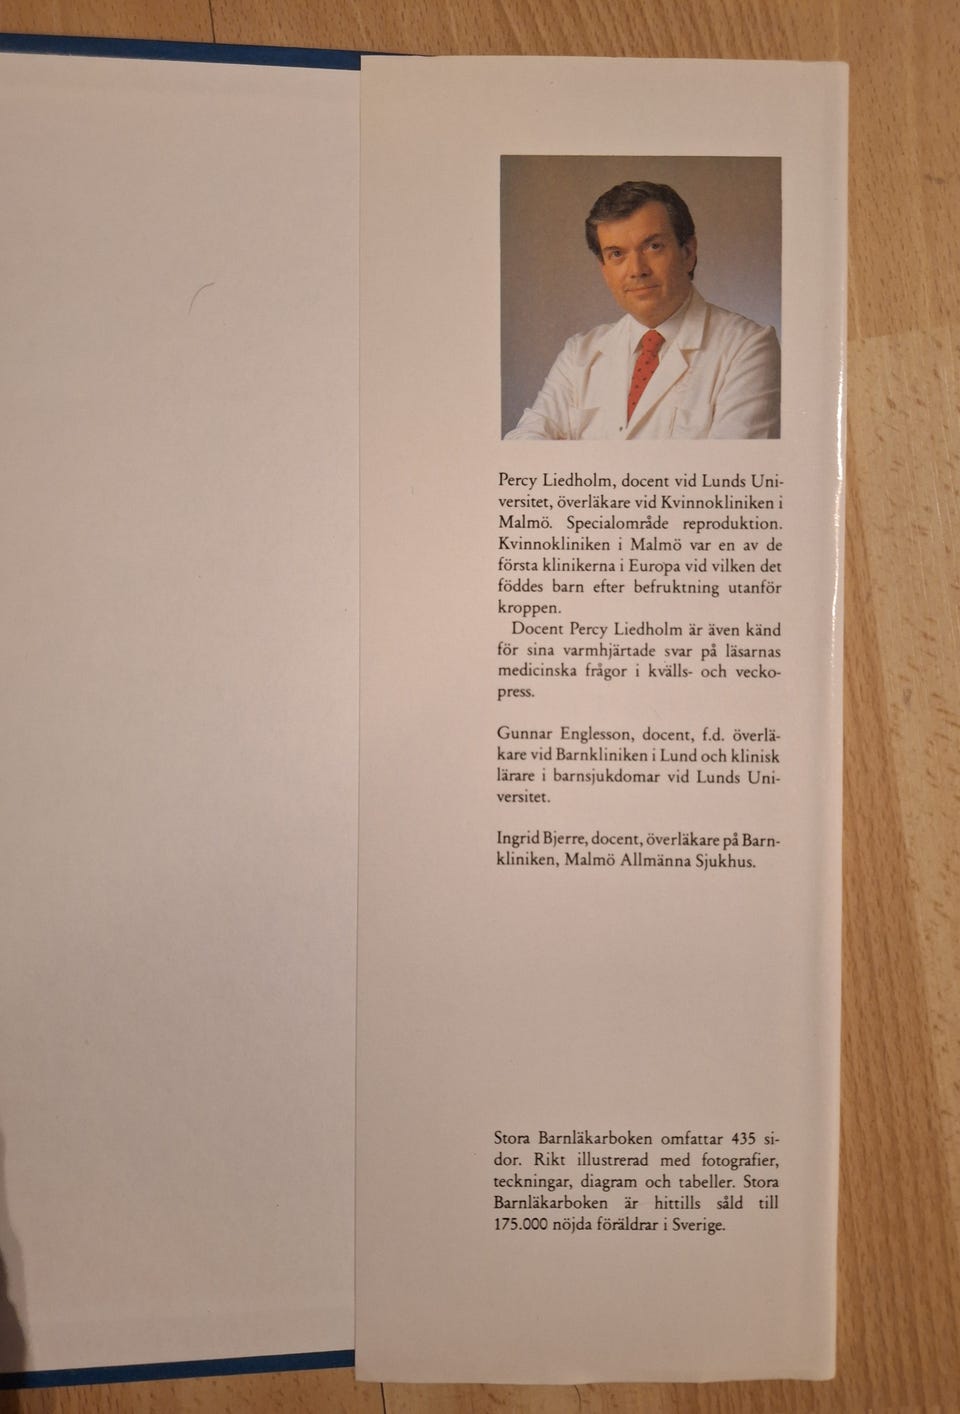 Percy Liedholm, docent vid Lunds Uni-
versitet, överläkare vid Kvinnokliniken i
Malmö. Specialområde reproduktion.
Kvinnokliniken i Malmö var en av de
första klinikerna i Europa vid vilken det
föddes barn efter befruktning utanför
kroppen.
Docent Percy Liedholm är även känd
för sina varmhjärtade svar på läsarnas
medicinska frågor i kvälls- och vecko-
press.
Gunnar Englesson, docent, f.d. överlä-
kare vid Barnkliniken i Lund och klinisk
lärare i barnsjukdomar vid Lunds Uni-
versitet.
Ingrid Bjerre, docent, överläkare på Barn-
kliniken, Malmö Allmänna Sjukhus.
Stora Barnläkarboken omfattar 435 si-
dor. Rikt illustrerad med fotografier,
teckningar, diagram och tabeller. Stora
Barnläkarboken är hittills såld till
175.000 nöjda föräldrar i Sverige.